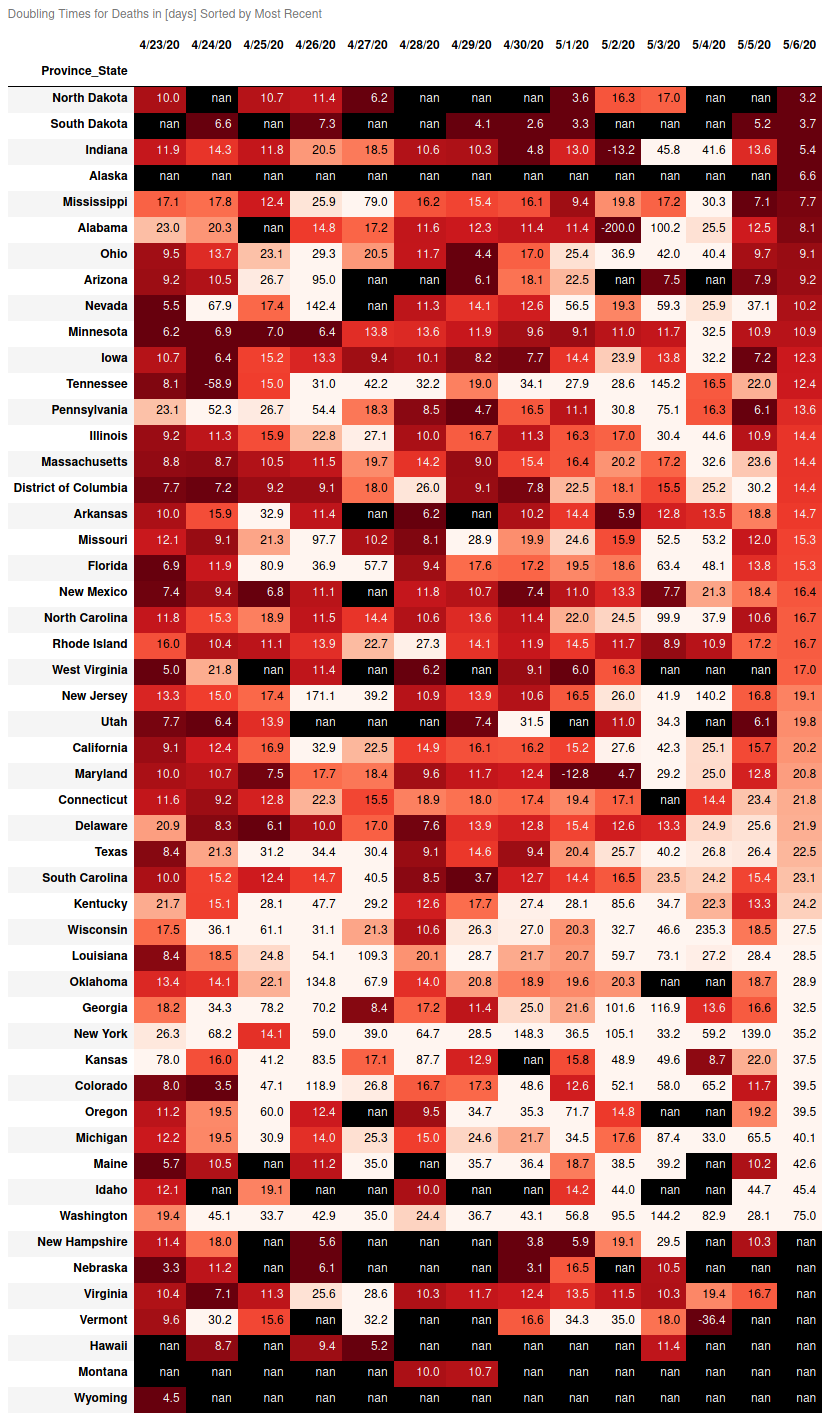 Doubling Times for Deaths in [days] Sorted by Most Recent
4/23/20 4/24/20 4/25/20 4/26/20 4/27/20 4/28/20 4/29/20 4/30/20 5/1/20 5/2/20 5/3/20 5/4/20 5/5/20 5/6/20
Province_State
North Dakota 10.0 nan 10.7 11.4 6.2 nan nan nan 3.6 16.3 17.0 nan nan 3.2
South Dakota nan 6.6 nan 7.3 nan nan 4.1 2.6 3.3 nan nan nan 5.2 3.7
Indiana 11.9 14.3 11.8 20.5 18.5 10.6 10.3 4.8 13.0 -13.2 45.8 41.6 13.6 5.4
Alaska nan nan nan nan nan nan nan nan nan nan nan nan nan 6.6
Mississippi 17.1 17.8 12.4 25.9 79.0 16.2 15.4 16.1 9.4 19.8 17.2 30.3 7.1 7.7
Alabama 23.0 20.3 nan 14.8 17.2 11.6 12.3 11.4 11.4 -200.0 100.2 25.5 12.5 8.1
Ohio 9.5 13.7 23.1 29.3 20.5 11.7 4.4 17.0 25.4 36.9 42.0 40.4 9.7 9.1
Arizona 9.2 10.5 26.7 95.0 nan nan 6.1 18.1 22.5 nan 7.5 nan 7.9 9.2
Nevada 5.5 67.9 17.4 142.4 nan 11.3 14.1 12.6 56.5 19.3 59.3 25.9 37.1 10.2
Minnesota 6.2 6.9 7.0 6.4 13.8 13.6 11.9 9.6 9.1 11.0 11.7 32.5 10.9 10.9
Iowa 10.7 6.4 15.2 13.3 9.4 10.1 8.2 7.7 14.4 23.9 13.8 32.2 7.2 12.3
Tennessee 8.1 -58.9 15.0 31.0 42.2 32.2 19.0 34.1 27.9 28.6 145.2 16.5 22.0 12.4
Pennsylvania 23.1 52.3 26.7 54.4 18.3 8.5 4.7 16.5 11.1 30.8 75.1 16.3 6.1 13.6
Illinois 9.2 11.3 15.9 22.8 27.1 10.0 16.7 11.3 16.3 17.0 30.4 44.6 10.9 14.4
Massachusetts 8.8 8.7 10.5 11.5 19.7 14.2 9.0 15.4 16.4 20.2 17.2 32.6 23.6 14.4
District of Columbia 7.7 7.2 9.2 9.1 18.0 26.0 9.1 7.8 22.5 18.1 15.5 25.2 30.2 14.4
Arkansas 10.0 15.9 32.9 11.4 nan 6.2 nan 10.2 14.4 5.9 12.8 13.5 18.8 14.7
Missouri 12.1 9.1 21.3 97.7 10.2 8.1 28.9 19.9 24.6 15.9 52.5 53.2 12.0 15.3
Florida 6.9 11.9 80.9 36.9 57.7 9.4 17.6 17.2 19.5 18.6 63.4 48.1 13.8 15.3
New Mexico 7.4 9.4 6.8 11.1 nan 11.8 10.7 7.4 11.0 13.3 7.7 21.3 18.4 16.4
North Carolina 11.8 15.3 18.9 11.5 14.4 10.6 13.6 11.4 22.0 24.5 99.9 37.9 10.6 16.7
Rhode Island 16.0 10.4 11.1 13.9 22.7 27.3 14.1 11.9 14.5 11.7 8.9 10.9 17.2 16.7
West Virginia 5.0 21.8 nan 11.4 nan 6.2 nan 9.1 6.0 16.3 nan nan nan 17.0
New Jersey 13.3 15.0 17.4 171.1 39.2 10.9 13.9 10.6 16.5 26.0 41.9 140.2 16.8 19.1
Utah 7.7 6.4 13.9 nan nan nan 7.4 31.5 nan 11.0 34.3 nan 6.1 19.8
California 9.1 12.4 16.9 32.9 22.5 14.9 16.1 16.2 15.2 27.6 42.3 25.1 15.7 20.2
Maryland 10.0 10.7 7.5 17.7 18.4 9.6 11.7 12.4 -12.8 4.7 29.2 25.0 12.8 20.8
Connecticut 11.6 9.2 12.8 22.3 15.5 18.9 18.0 17.4 19.4 17.1 nan 14.4 23.4 21.8
Delaware 20.9 8.3 6.1 10.0 17.0 7.6 13.9 12.8 15.4 12.6 13.3 24.9 25.6 21.9
Texas 8.4 21.3 31.2 34.4 30.4 9.1 14.6 9.4 20.4 25.7 40.2 26.8 26.4 22.5
South Carolina 10.0 15.2 12.4 14.7 40.5 8.5 3.7 12.7 14.4 16.5 23.5 24.2 15.4 23.1
Kentucky 21.7 15.1 28.1 47.7 29.2 12.6 17.7 27.4 28.1 85.6 34.7 22.3 13.3 24.2
Wisconsin 17.5 36.1 61.1 31.1 21.3 10.6 26.3 27.0 20.3 32.7 46.6 235.3 18.5 27.5
Louisiana 8.4 18.5 24.8 54.1 109.3 20.1 28.7 21.7 20.7 59.7 73.1 27.2 28.4 28.5
Oklahoma 13.4 14.1 22.1 134.8 67.9 14.0 20.8 18.9 19.6 20.3 nan nan 18.7 28.9
Georgia 18.2 34.3 78.2 70.2 8.4 17.2 11.4 25.0 21.6 101.6 116.9 13.6 16.6 32.5
New York 26.3 68.2 14.1 59.0 39.0 64.7 28.5 148.3 36.5 105.1 33.2 59.2 139.0 35.2
Kansas 78.0 16.0 41.2 83.5 17.1 87.7 12.9 nan 15.8 48.9 49.6 8.7 22.0 37.5
Colorado 8.0 3.5 47.1 118.9 26.8 16.7 17.3 48.6 12.6 52.1 58.0 65.2 11.7 39.5
Oregon 11.2 19.5 60.0 12.4 nan 9.5 34.7 35.3 71.7 14.8 nan nan 19.2 39.5
Michigan 12.2 19.5 30.9 14.0 25.3 15.0 24.6 21.7 34.5 17.6 87.4 33.0 65.5 40.1
Maine 5.7 10.5 nan 11.2 35.0 nan 35.7 36.4 18.7 38.5 39.2 nan 10.2 42.6
Idaho 12.1 nan 19.1 nan nan 10.0 nan nan 14.2 44.0 nan nan 44.7 45.4
Washington 19.4 45.1 33.7 42.9 35.0 24.4 36.7 43.1 56.8 95.5 144.2 82.9 28.1 75.0
New Hampshire 11.4 18.0 nan 5.6 nan nan nan 3.8 5.9 19.1 29.5 nan 10.3 nan
Nebraska 3.3 11.2 nan 6.1 nan nan nan 3.1 16.5 nan 10.5 nan nan nan
Virginia 10.4 7.1 11.3 25.6 28.6 10.3 11.7 12.4 13.5 11.5 10.3 19.4 16.7 nan
Vermont 9.6 30.2 15.6 nan 32.2 nan nan 16.6 34.3 35.0 18.0 -36.4 nan nan
Hawaii nan 8.7 nan 9.4 5.2 nan nan nan nan nan 11.4 nan nan nan
Montana nan nan nan nan nan 10.0 10.7 nan nan nan nan nan nan nan
Wyoming 4.5 nan nan nan nan nan nan nan nan nan nan nan nan nan